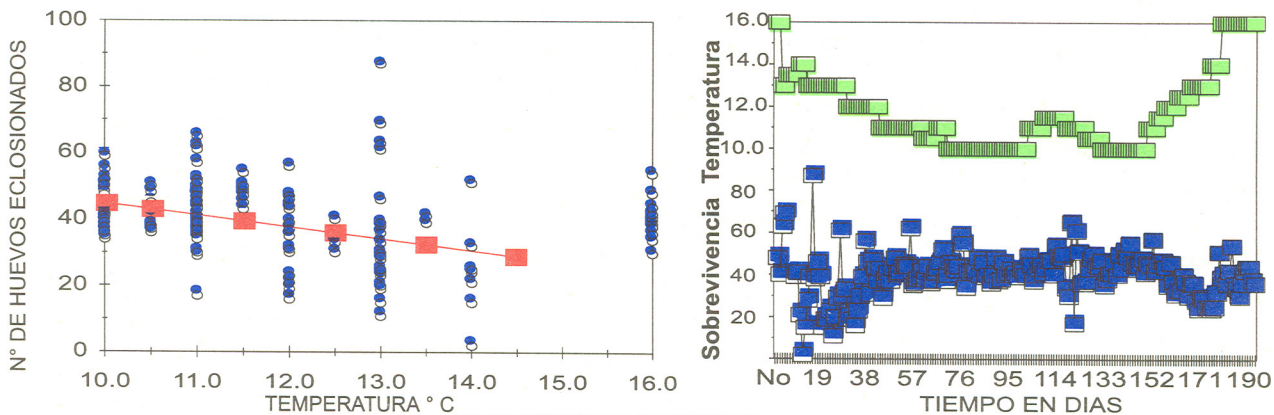 N° DE HUEVOS ECLOSIONADOS
100
80
60
40
20
0
10.0 11.0 12.0 13.0 14.0 15.0 16.0
TEMPERATURA ° C
Sobrevivencia Temperatura
16.0
14.0
12.0
10.0
80
60
40
20
No 19 38 57 76 95 114 133 152 171 190
TIEMPO EN DIAS